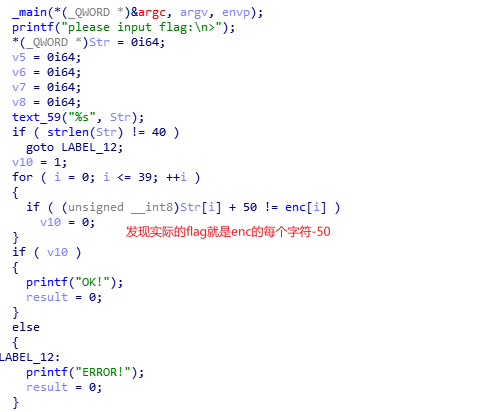 _main(*(_QWORD *)&argc, argv, envp);
printf("please input flag:\n>");
*(_QWORD *)Str = 0i64;
v5 = 0i64;
v6 = 0i64;
v7 = 0i64;
v8 = 0i64;
text_59("%s", Str);
if ( strlen(Str) != 40 )
goto LABEL_12;
v10 = 1;
for ( i = 0; i <= 39; ++i )
{
if ( (unsigned __int8)Str[i] + 50 != enc[i] )
v10 = 0;
}
发现实际的flag就是enc的每个字符-50
if ( v10 )
{
printf("OK!");
result = 0;
}
else
{
LABEL_12:
printf("ERROR!");
result = 0;
}